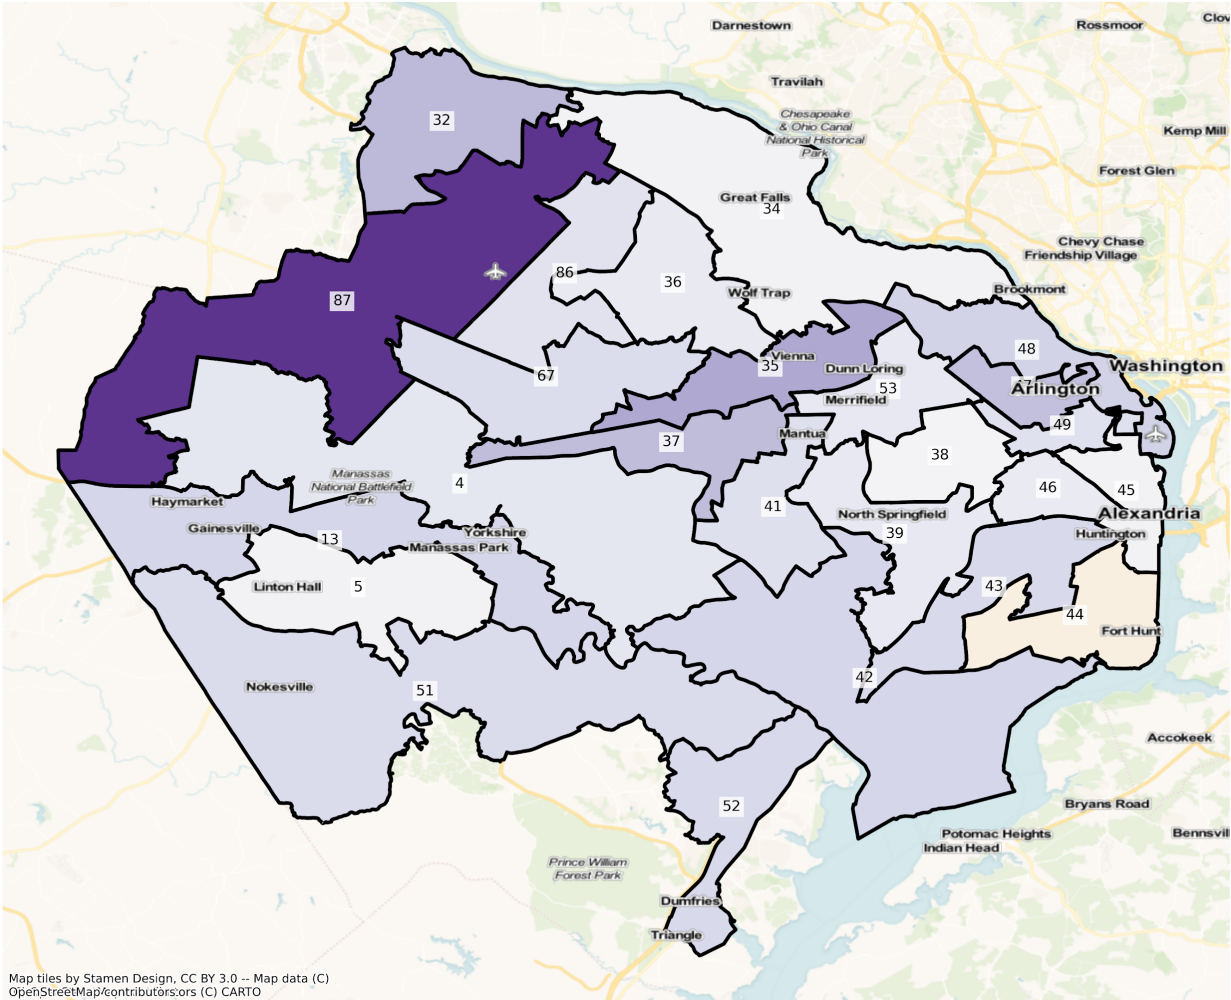 Darnestown
Rossmoor
Clov
Travilah
Chesapeake
& Ohio Canal
National Historical
Park
Kemp Mill
Forest Glen
32
Great Falls
34
Chevy Chase
Friendship Village
86
36
Wolf Trap
Brookmont
87
48
Vienna
35
Dunn Loring
Washington
67
Arlington
53
Merrifield
49
Mantua
37
38
Manassas
National Battlefield
Park
4
46
45
Haymarket
41
North Springfield
Alexandria
Gainesville
13
Yorkshire
Manassas Park
39
Huntington
Linton Hall
5
43
44
Fort Hunt
Nokesville
51
42
Accokeek
52
Bryans Road
Potomac Heights
Indian Head
Bennsvil
Prince William
Forest Park
Dumfries
Triangle
Map tiles by Stamen Design, CC BY 3.0 -- Map data (C)
OpenStreetMap contributors (C) CARTO